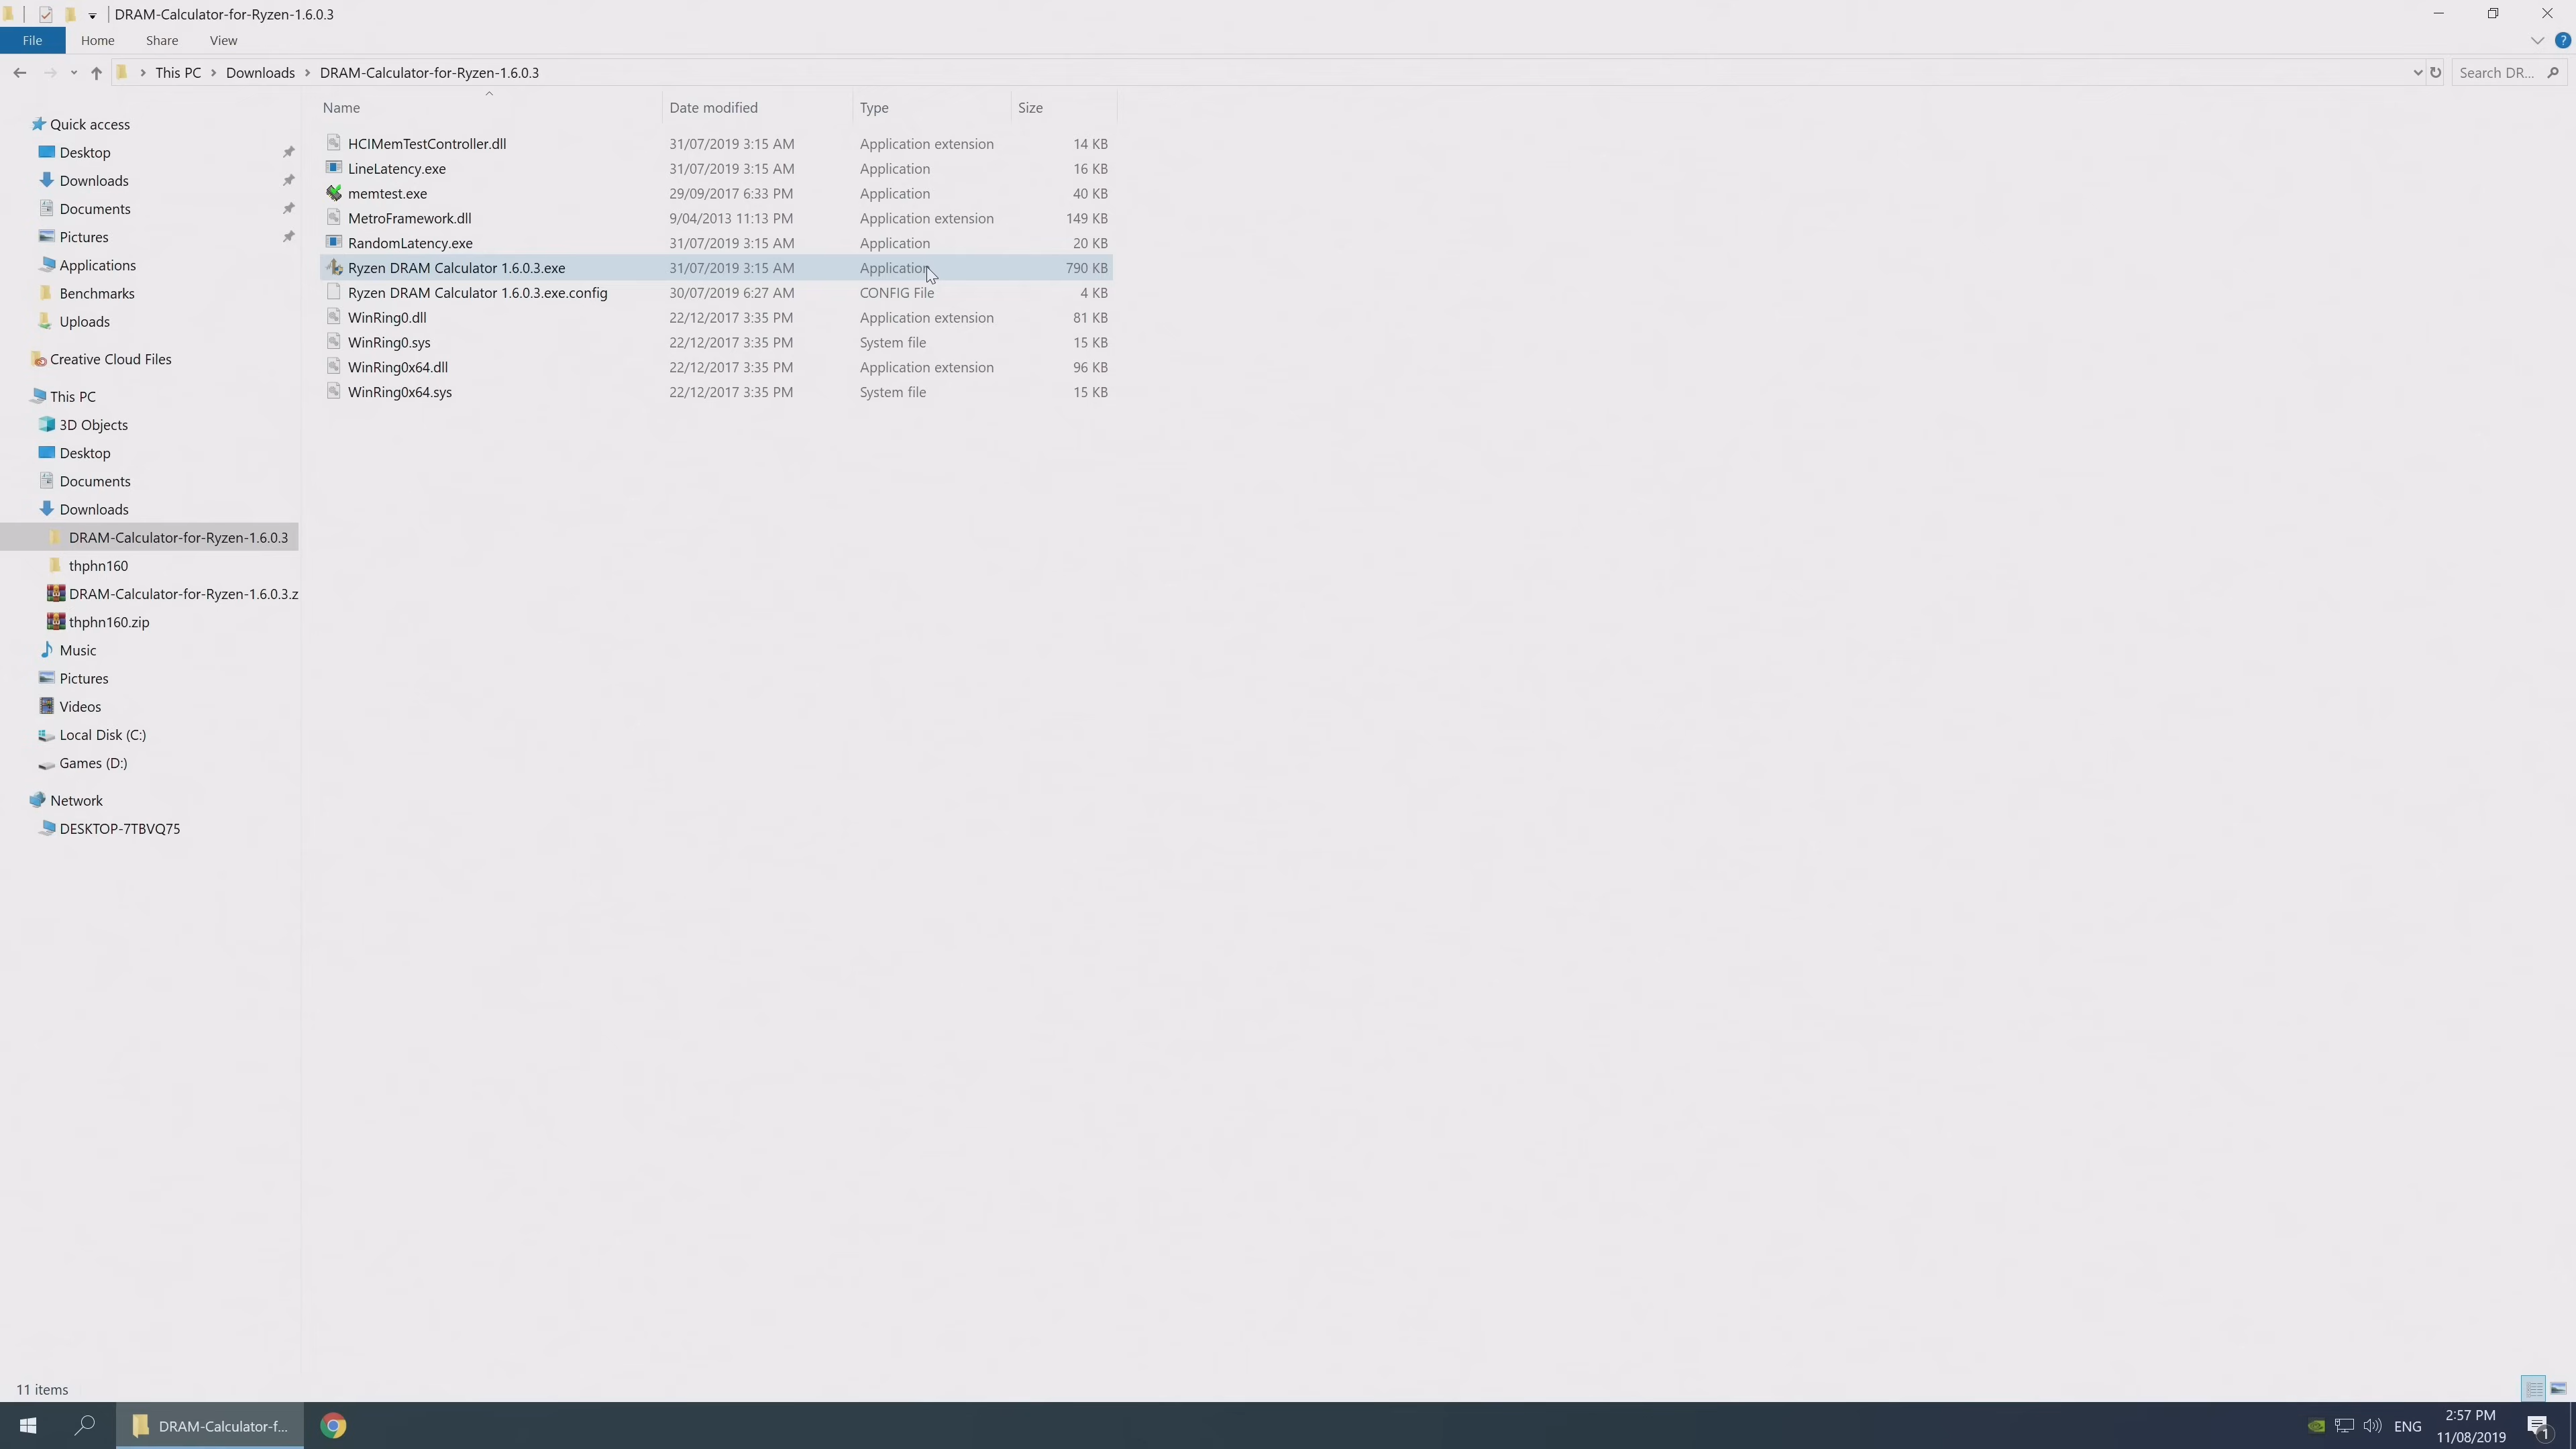 DRAM-Calculator-for-Ryzen-1.6.0.3
File Home Share View
This PC Downloads DRAM-Calculator-for-Ryzen-1.6.0.3 Search DR...
Name Date modified Type Size
HCIMemTestController.dll 31/07/2019 3:15 AM Application extension 14 KB
LineLatency.exe 31/07/2019 3:15 AM Application 16 KB
memtest.exe 29/09/2017 6:33 PM Application 40 KB
MetroFramework.dll 9/04/2013 11:13 PM Application extension 149 KB
RandomLatency.exe 31/07/2019 3:15 AM Application 20 KB
Ryzen DRAM Calculator 1.6.0.3.exe 31/07/2019 3:15 AM Application 790 KB
Ryzen DRAM Calculator 1.6.0.3.exe.config 30/07/2019 6:27 AM CONFIG File 4 KB
WinRing0.dll 22/12/2017 3:35 PM Application extension 81 KB
WinRing0.sys 22/12/2017 3:35 PM System file 15 KB
WinRing0x64.dll 22/12/2017 3:35 PM Application extension 96 KB
WinRing0x64.sys 22/12/2017 3:35 PM System file 15 KB
Quick access
Desktop
Downloads
Documents
Pictures
Applications
Benchmarks
Uploads
Creative Cloud Files
This PC
3D Objects
Desktop
Documents
Downloads
DRAM-Calculator-for-Ryzen-1.6.0.3
thphn160
DRAM-Calculator-for-Ryzen-1.6.0.3.z
thphn160.zip
Music
Pictures
Videos
Local Disk (C:)
Games (D:)
Network
DESKTOP-7TBVQ75
11 items
DRAM-Calculator-f... ENG 2:57 PM 1
11/08/2019